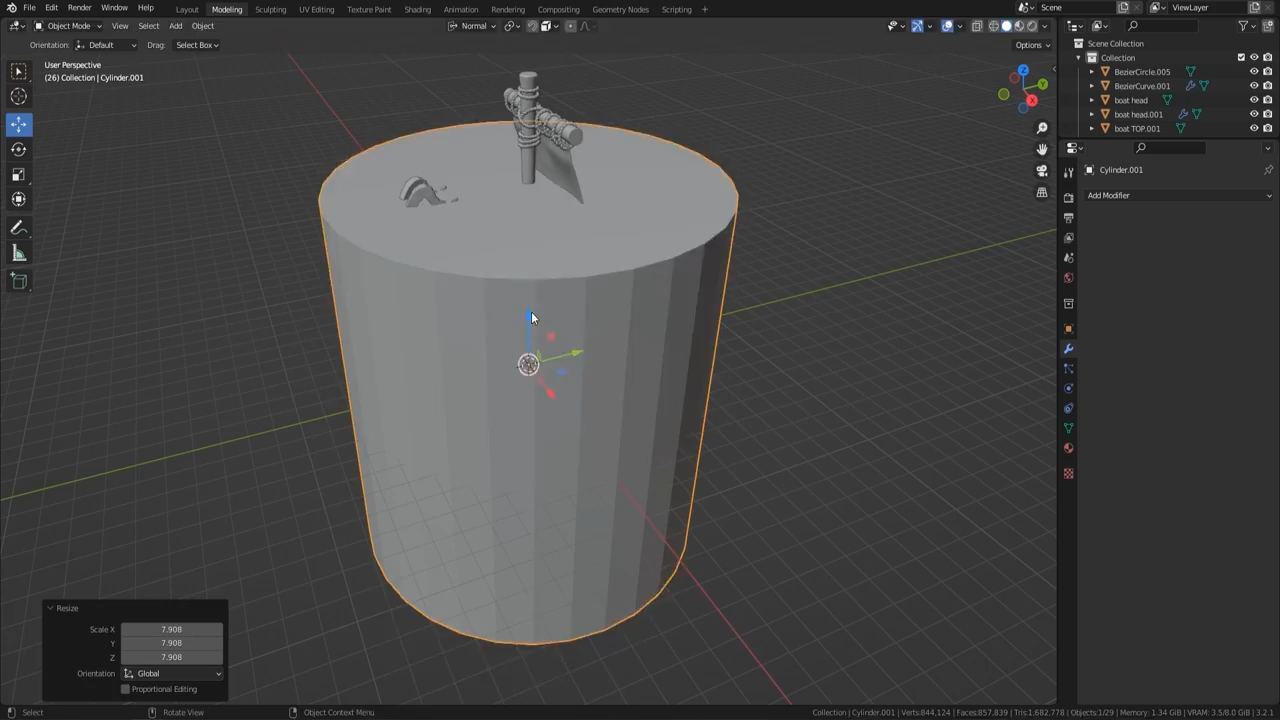 File Edit Render Window Help Layout Modeling Sculpting UV Editing Texture Paint Shading Animation Rendering Compositing Geometry Nodes Scripting + Scene ViewLayer
Object Mode View Select Add Object Normal Options
Orientation: Default Drag: Select Box
User Perspective
(26) Collection | Cylinder.001
Scene Collection
Collection
BezierCircle.005
BezierCurve.001
boat head
boat head.001
boat TOP.001
Cylinder.001
Add Modifier
X
Y
Z
Resize
Scale X 7.908
Y 7.908
Z 7.908
Orientation Global
Proportional Editing
Select Rotate View Object Context Menu Collection | Cylinder.001 | Verts:844,124 | Faces:857,839 | Tris:1,682,778 | Objects:1/29 | Memory: 1.34 GiB | VRAM: 3.5/8.0 GiB | 3.2.1